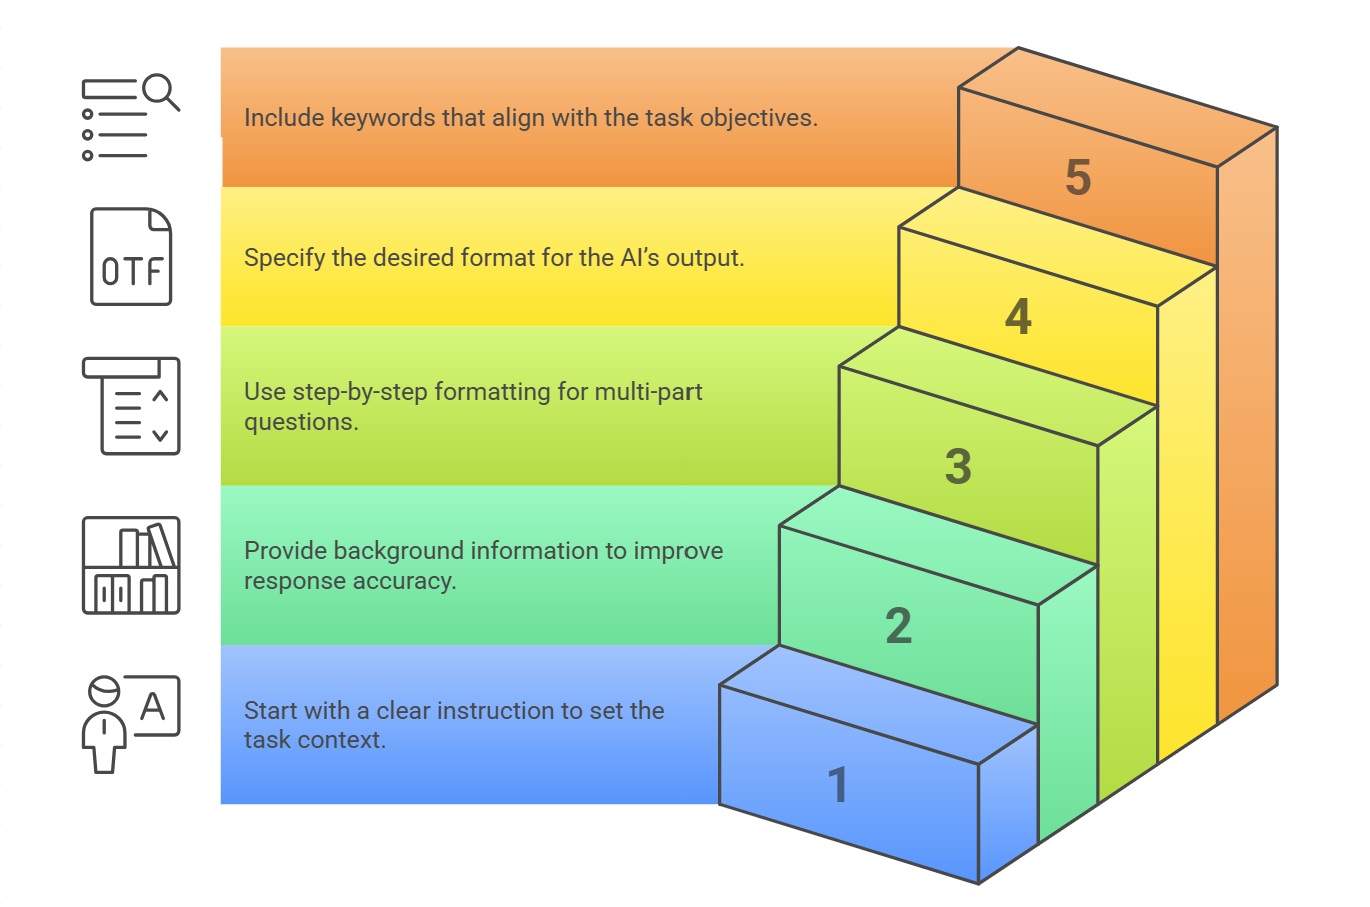 Include keywords that align with the task objectives.
5
OTF
Specify the desired format for the AI’s output.
4
Use step-by-step formatting for multi-part
questions.
3
Provide background information to improve
response accuracy.
2
A
Start with a clear instruction to set the
task context.
1